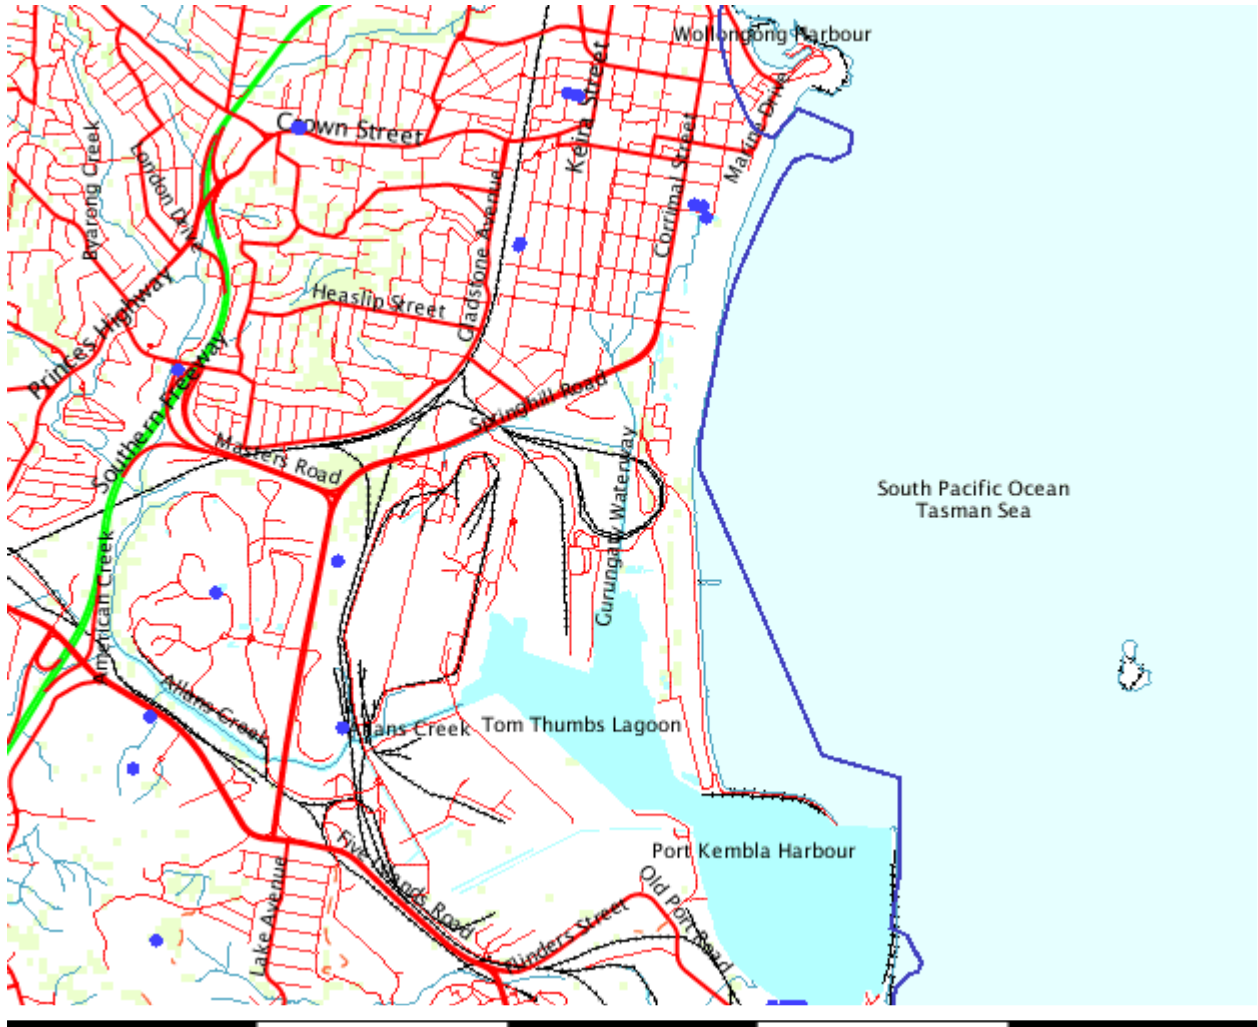 Wollongong Harbour
Crown Street
Keira Street
Marine Drive
Corrimal Street
Byarong Creek
London Drive
Gladstone Avenue
Heaslip Street
Princes Highway
Southern Freeway
Springhill Road
Masters Road
Gurungaty Waterway
South Pacific Ocean
Tasman Sea
American Creek
Allans Creek
Allans Creek
Tom Thumbs Lagoon
Port Kembla Harbour
Five Islands Road
Old Port Road
Lake Avenue
Flinders Street